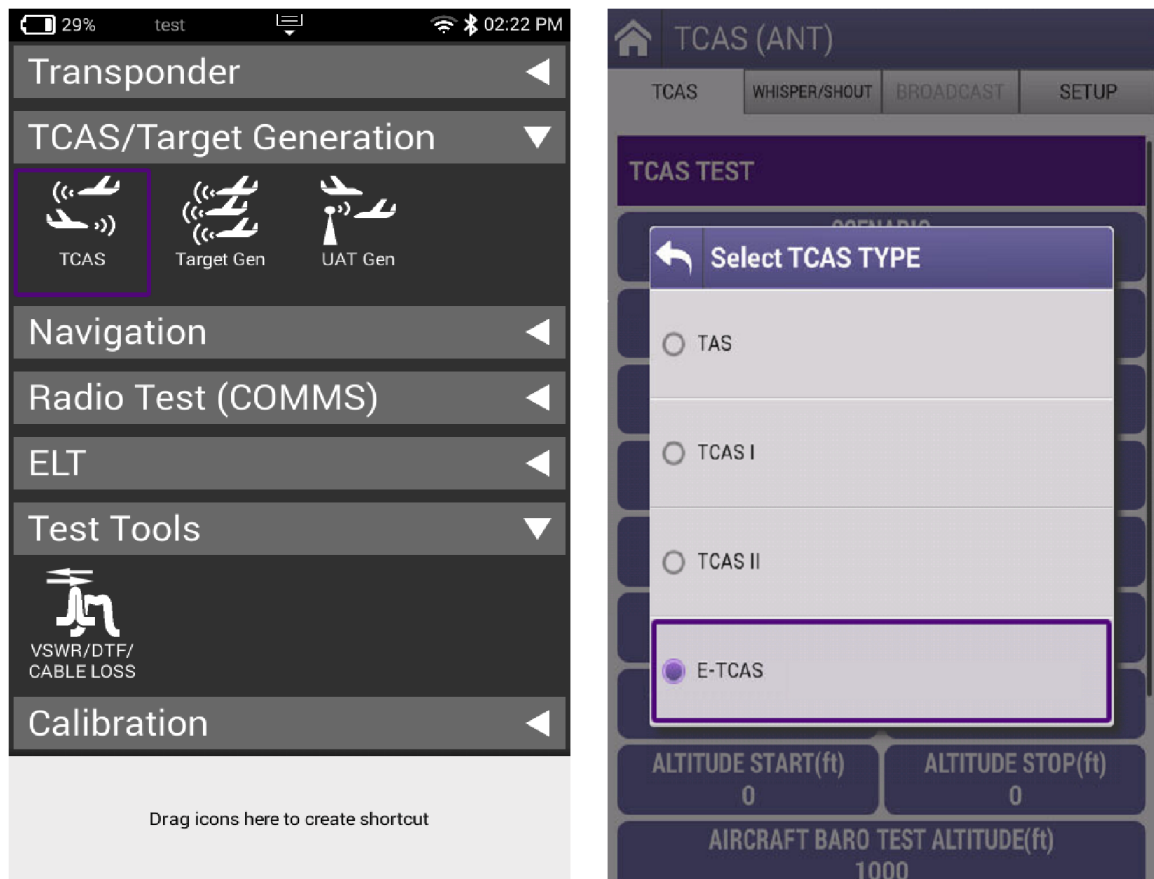 29% test 02:22 PM
Transponder
TCAS/Target Generation
TCAS Target Gen UAT Gen
Navigation
Radio Test (COMMS)
ELT
Test Tools
VSWR/DTF/
CABLE LOSS
Calibration
Drag icons here to create shortcut
TCAS (ANT)
TCAS WHISPER/SHOUT BROADCAST SETUP
TCAS TEST
Select TCAS TYPE
TAS
TCAS I
TCAS II
E-TCAS
ALTITUDE START(ft) ALTITUDE STOP(ft)
0 0
AIRCRAFT BARO TEST ALTITUDE(ft)
1000